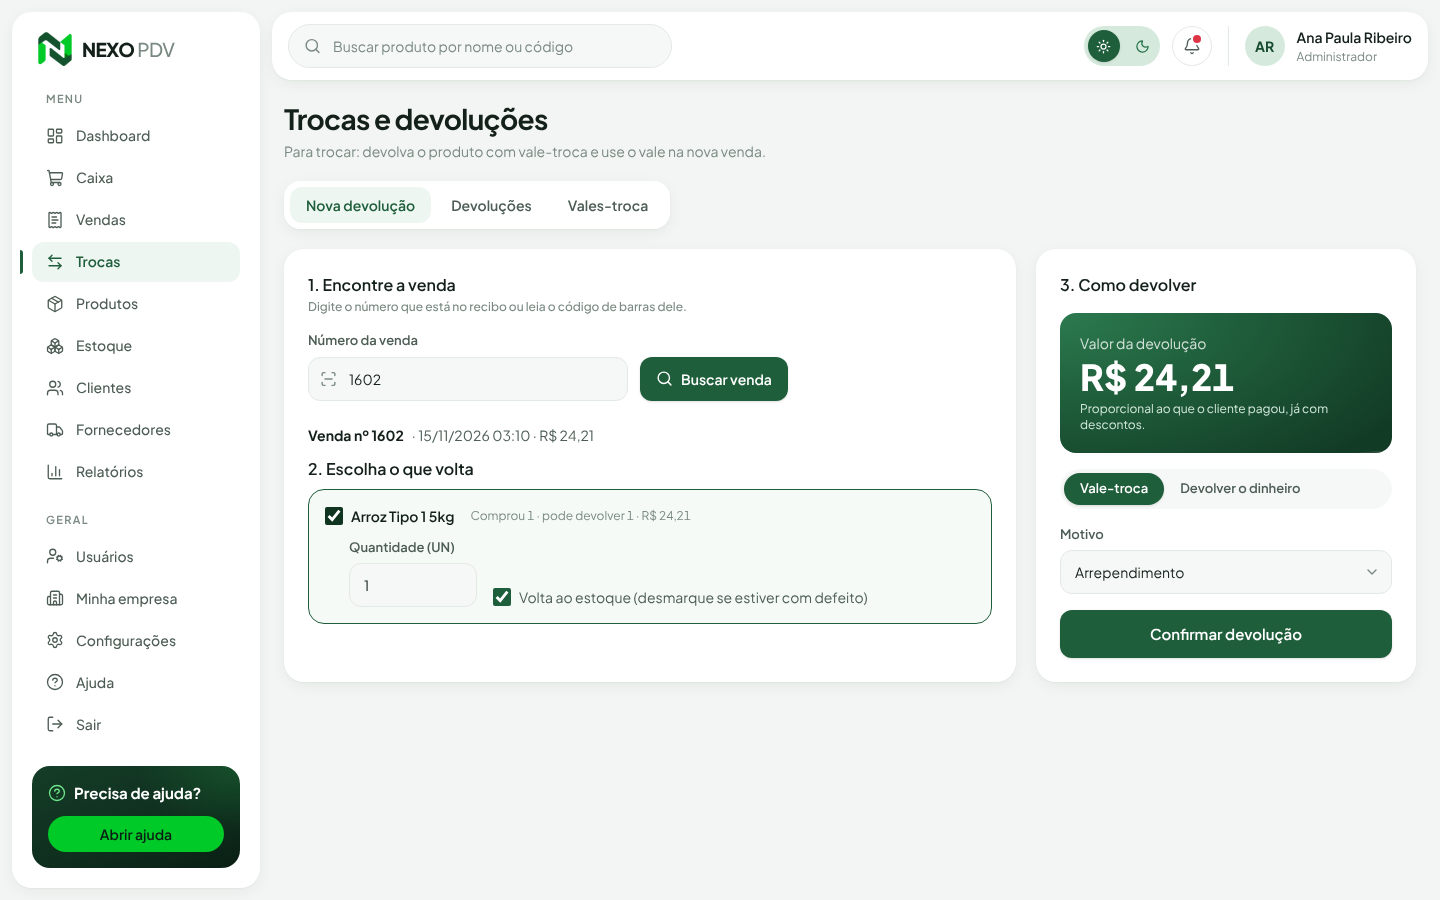 NEXO PDV
MENU
Dashboard
Caixa
Vendas
Trocas
Produtos
Estoque
Clientes
Fornecedores
Relatórios
GERAL
Usuários
Minha empresa
Configurações
Ajuda
Sair
Precisa de ajuda?
Abrir ajuda
Buscar produto por nome ou código
AR
Ana Paula Ribeiro
Administrador
Trocas e devoluções
Para trocar: devolva o produto com vale-troca e use o vale na nova venda.
Nova devolução
Devoluções
Vales-troca
1. Encontre a venda
Digite o número que está no recibo ou leia o código de barras dele.
Número da venda
1602
Buscar venda
Venda nº 1602 · 15/11/2026 03:10 · R$ 24,21
2. Escolha o que volta
Arroz Tipo 1 5kg Comprou 1 · pode devolver 1 · R$ 24,21
Quantidade (UN)
1
Volta ao estoque (desmarque se estiver com defeito)
3. Como devolver
Valor da devolução
R$ 24,21
Proporcional ao que o cliente pagou, já com
descontos.
Vale-troca
Devolver o dinheiro
Motivo
Arrependimento
Confirmar devolução